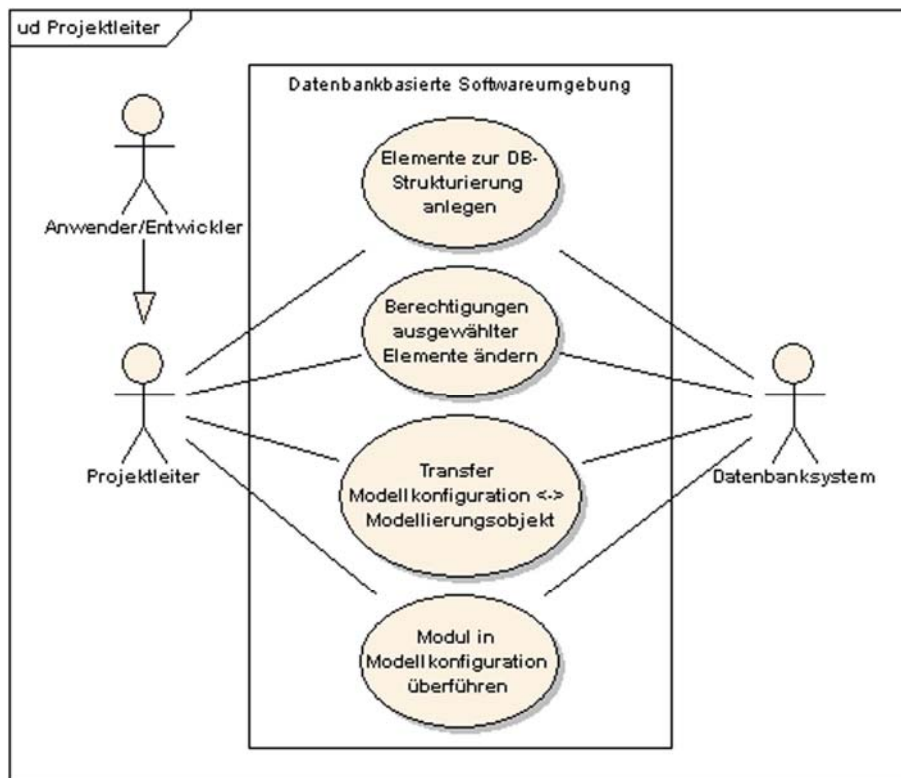 ud Projektleiter
Datenbankbasierte Softwareumgebung
Anwender/Entwickler
Elemente zur DB-
Strukturierung
anlegen
Berechtigungen
ausgewählter
Elemente ändern
Projektleiter
Datenbanksystem
Transfer
Modellkonfiguration <->
Modellierungsobjekt
Modul in
Modellkonfiguration
überführen